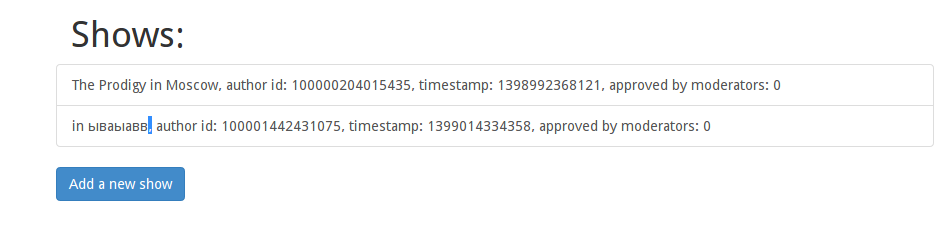 Shows:
The Prodigy in Moscow, author id: 100000204015435, timestamp: 1398992368121, approved by moderators: 0
in ываыавв, author id: 100001442431075, timestamp: 1399014334358, approved by moderators: 0
Add a new show